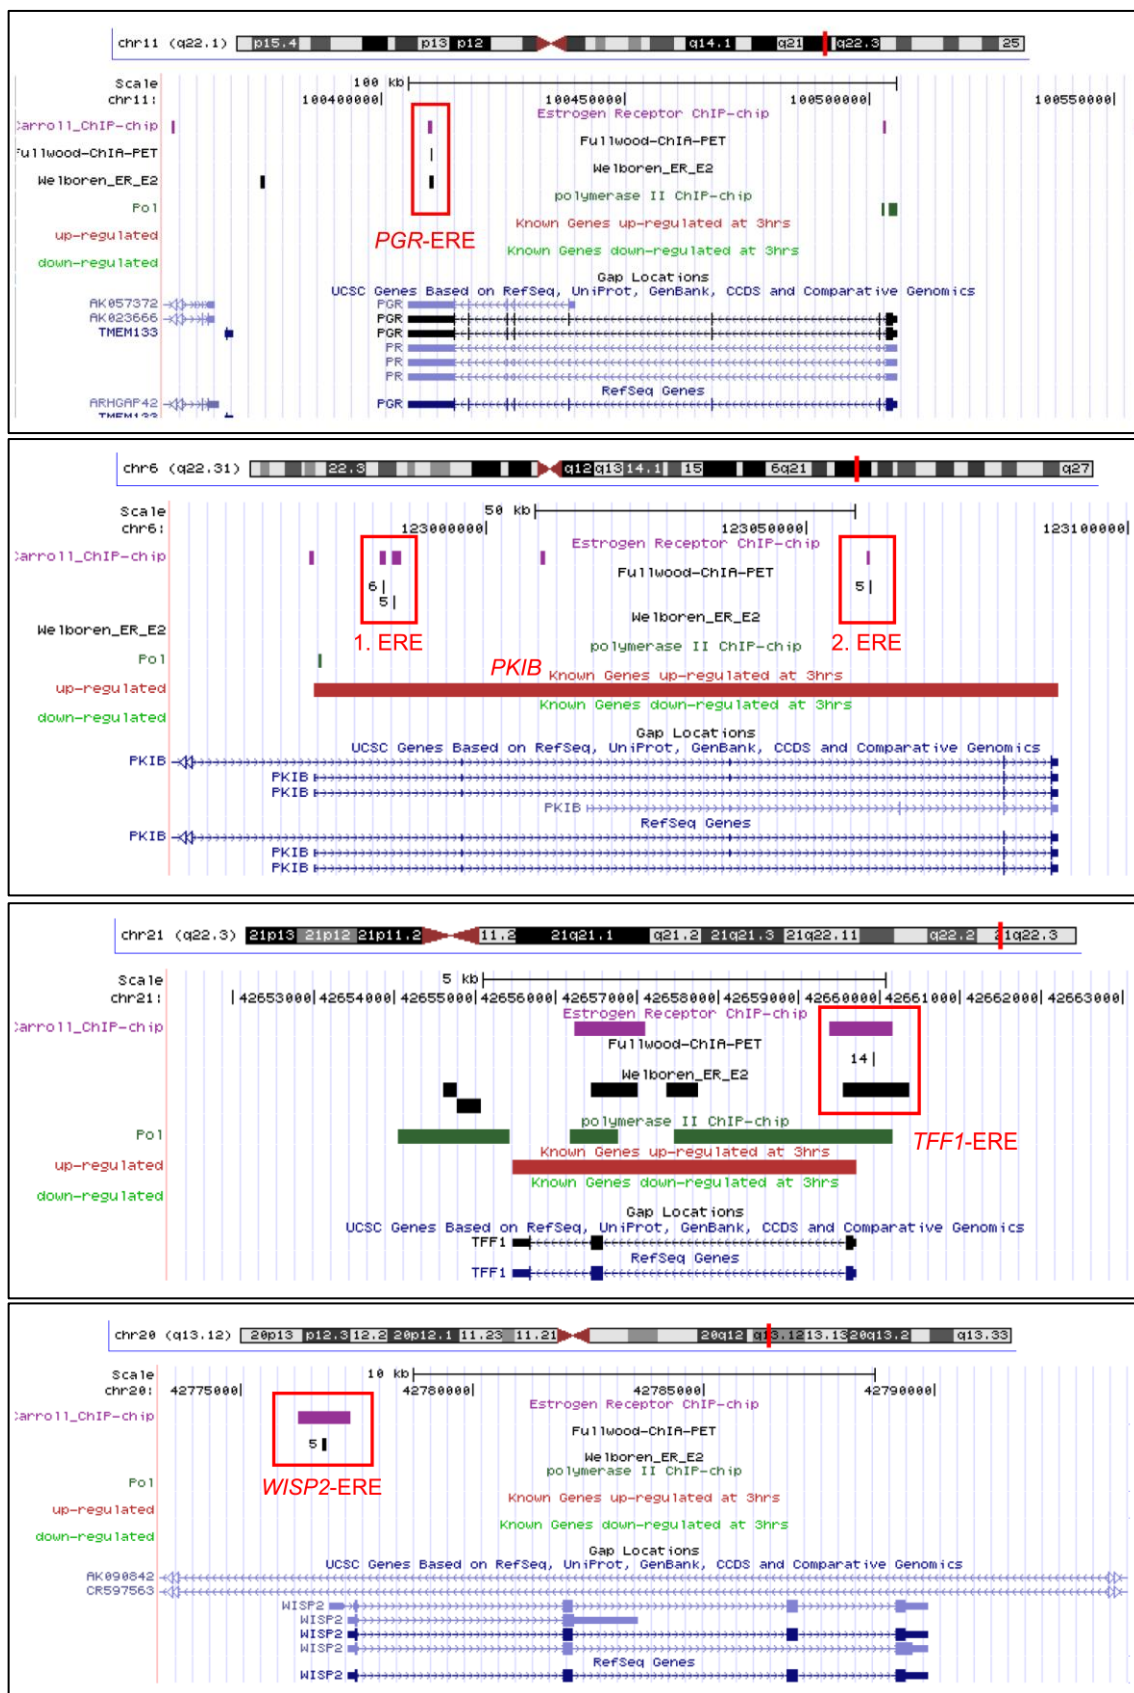 chr11 (q22.1) p15.4 p13 p12 q14.1 q21 q22.3 25
Scale 100 kb
chr11: 100400000 100450000 100500000 100550000
Estrogen Receptor ChIP-chip
Carroll_ChIP-chip
Fullwood-ChIA-PET
Fullwood-ChIA-PET
Welboren_ER_E2
Welboren_ER_E2
polymerase II ChIP-chip
Pol
Known Genes up-regulated at 3hrs
up-regulated
PGR-ERE
Known Genes down-regulated at 3hrs
down-regulated
Gap Locations
UCSC Genes Based on RefSeq, UniProt, GenBank, CCDS and Comparative Genomics
AK057372 PGR
AK023666 PGR
TMEM133 PGR
PR
PR
PR
RefSeq Genes
ARHGAP42 PGR
TMEM133
chr6 (q22.31) 22.3 q12 q13 14.1 15 6q21 q27
Scale 50 kb
chr6: 123000000 123050000 123100000
Estrogen Receptor ChIP-chip
Carroll_ChIP-chip
Fullwood-ChIA-PET
6 5
5
Welboren_ER_E2
Welboren_ER_E2
1. ERE 2. ERE
polymerase II ChIP-chip
Pol
PKIB
Known Genes up-regulated at 3hrs
up-regulated
Known Genes down-regulated at 3hrs
down-regulated
Gap Locations
UCSC Genes Based on RefSeq, UniProt, GenBank, CCDS and Comparative Genomics
PKIB
PKIB
PKIB
PKIB
RefSeq Genes
PKIB
PKIB
PKIB
chr21 (q22.3) 21p13 21p12 21p11.2 11.2 21q21.1 q21.2 21q21.3 21q22.11 q22.2 21q22.3
Scale 5 kb
chr21: 42653000 42654000 42655000 42656000 42657000 42658000 42659000 42660000 42661000 42662000 42663000
Estrogen Receptor ChIP-chip
Carroll_ChIP-chip
Fullwood-ChIA-PET
14
Welboren_ER_E2
polymerase II ChIP-chip
Pol
TFF1-ERE
Known Genes up-regulated at 3hrs
up-regulated
Known Genes down-regulated at 3hrs
down-regulated
Gap Locations
UCSC Genes Based on RefSeq, UniProt, GenBank, CCDS and Comparative Genomics
TFF1
RefSeq Genes
TFF1
chr20 (q13.12) 20p13 p12.3 12.2 20p12.1 11.23 11.21 20q12 q13.12 13.13 20q13.2 q13.33
Scale 10 kb
chr20: 42775000 42780000 42785000 42790000
Estrogen Receptor ChIP-chip
Carroll_ChIP-chip
Fullwood-ChIA-PET
5
Welboren_ER_E2
polymerase II ChIP-chip
Pol
WISP2-ERE
Known Genes up-regulated at 3hrs
up-regulated
Known Genes down-regulated at 3hrs
down-regulated
Gap Locations
UCSC Genes Based on RefSeq, UniProt, GenBank, CCDS and Comparative Genomics
AK090842
CR597563
WISP2
WISP2
WISP2
WISP2
RefSeq Genes
WISP2